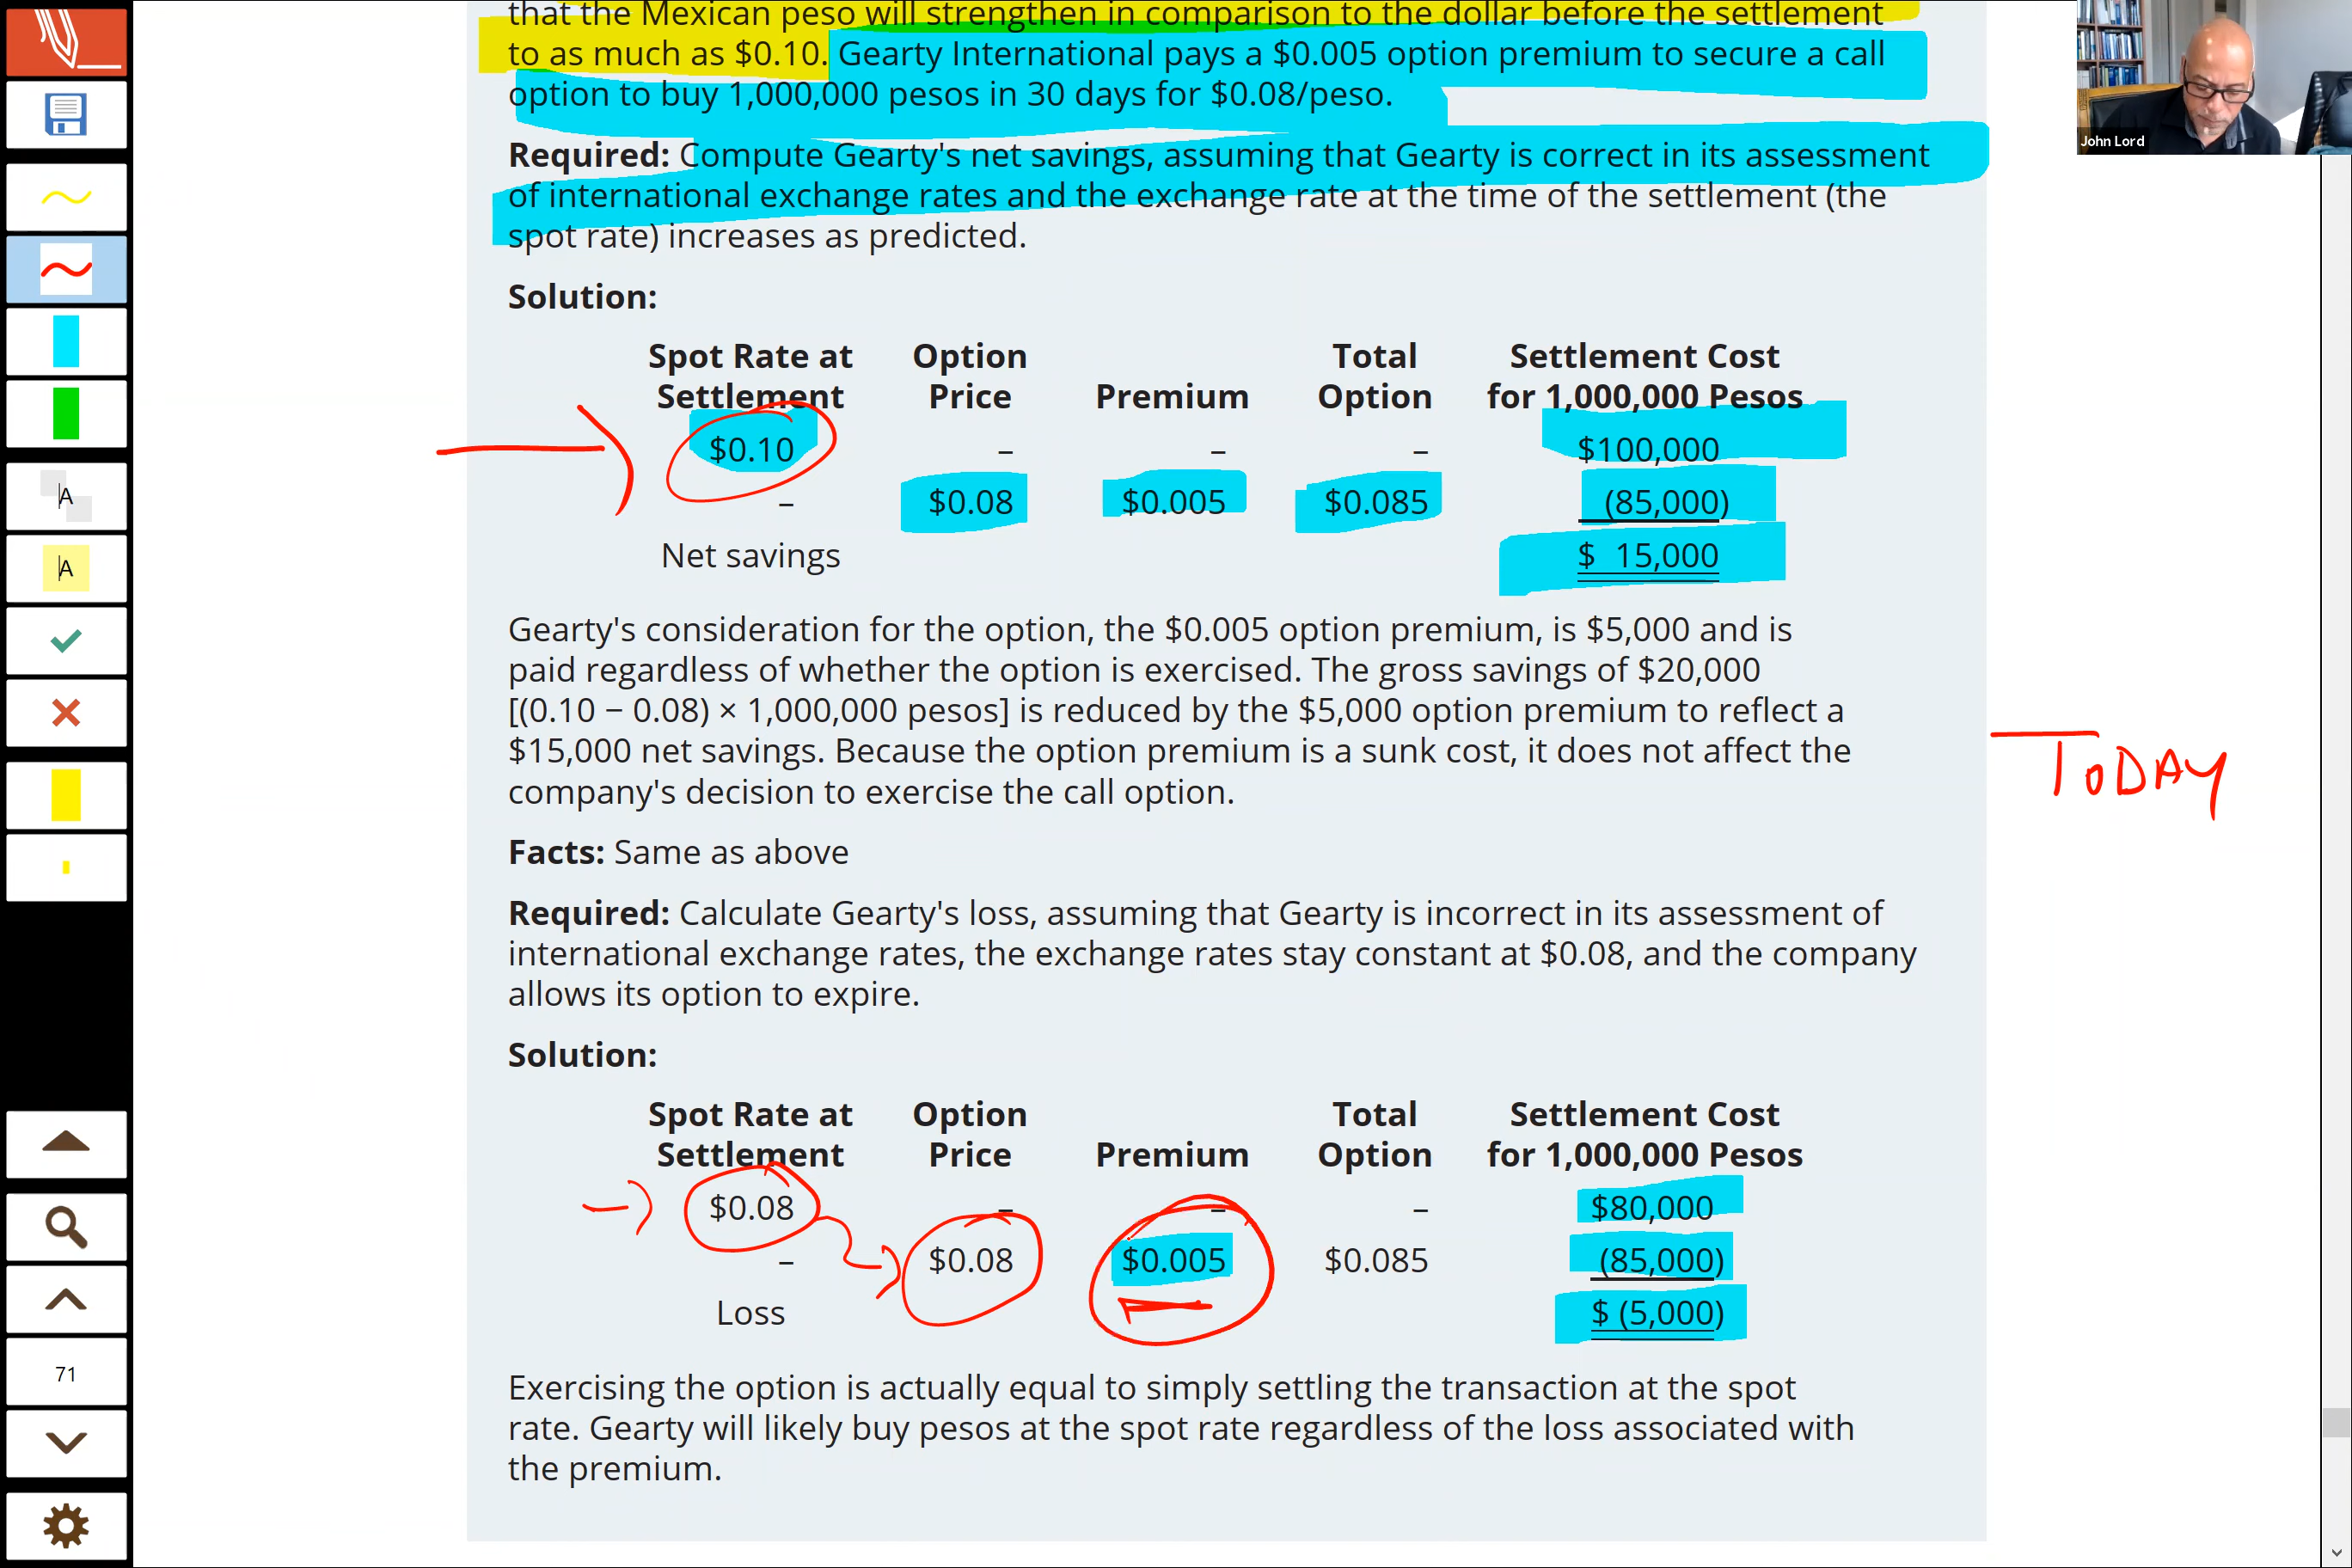 that the Mexican peso will strengthen in comparison to the dollar before the settlement
to as much as $0.10. Gearty International pays a $0.005 option premium to secure a call
option to buy 1,000,000 pesos in 30 days for $0.08/peso.
John Lord
Required: Compute Gearty's net savings, assuming that Gearty is correct in its assessment
of international exchange rates and the exchange rate at the time of the settlement (the
spot rate) increases as predicted.
Solution:
Spot Rate at Option Total Settlement Cost
Settlement Price Premium Option for 1,000,000 Pesos
$0.10 – – – $100,000
– $0.08 $0.005 $0.085 (85,000)
Net savings $ 15,000
Gearty's consideration for the option, the $0.005 option premium, is $5,000 and is
paid regardless of whether the option is exercised. The gross savings of $20,000
[(0.10 − 0.08) × 1,000,000 pesos] is reduced by the $5,000 option premium to reflect a
$15,000 net savings. Because the option premium is a sunk cost, it does not affect the
company's decision to exercise the call option.
TODAY
Facts: Same as above
Required: Calculate Gearty's loss, assuming that Gearty is incorrect in its assessment of
international exchange rates, the exchange rates stay constant at $0.08, and the company
allows its option to expire.
Solution:
Spot Rate at Option Total Settlement Cost
Settlement Price Premium Option for 1,000,000 Pesos
$0.08 – – – $80,000
– $0.08 $0.005 $0.085 (85,000)
Loss $ (5,000)
Exercising the option is actually equal to simply settling the transaction at the spot
rate. Gearty will likely buy pesos at the spot rate regardless of the loss associated with
the premium.
A
A
71